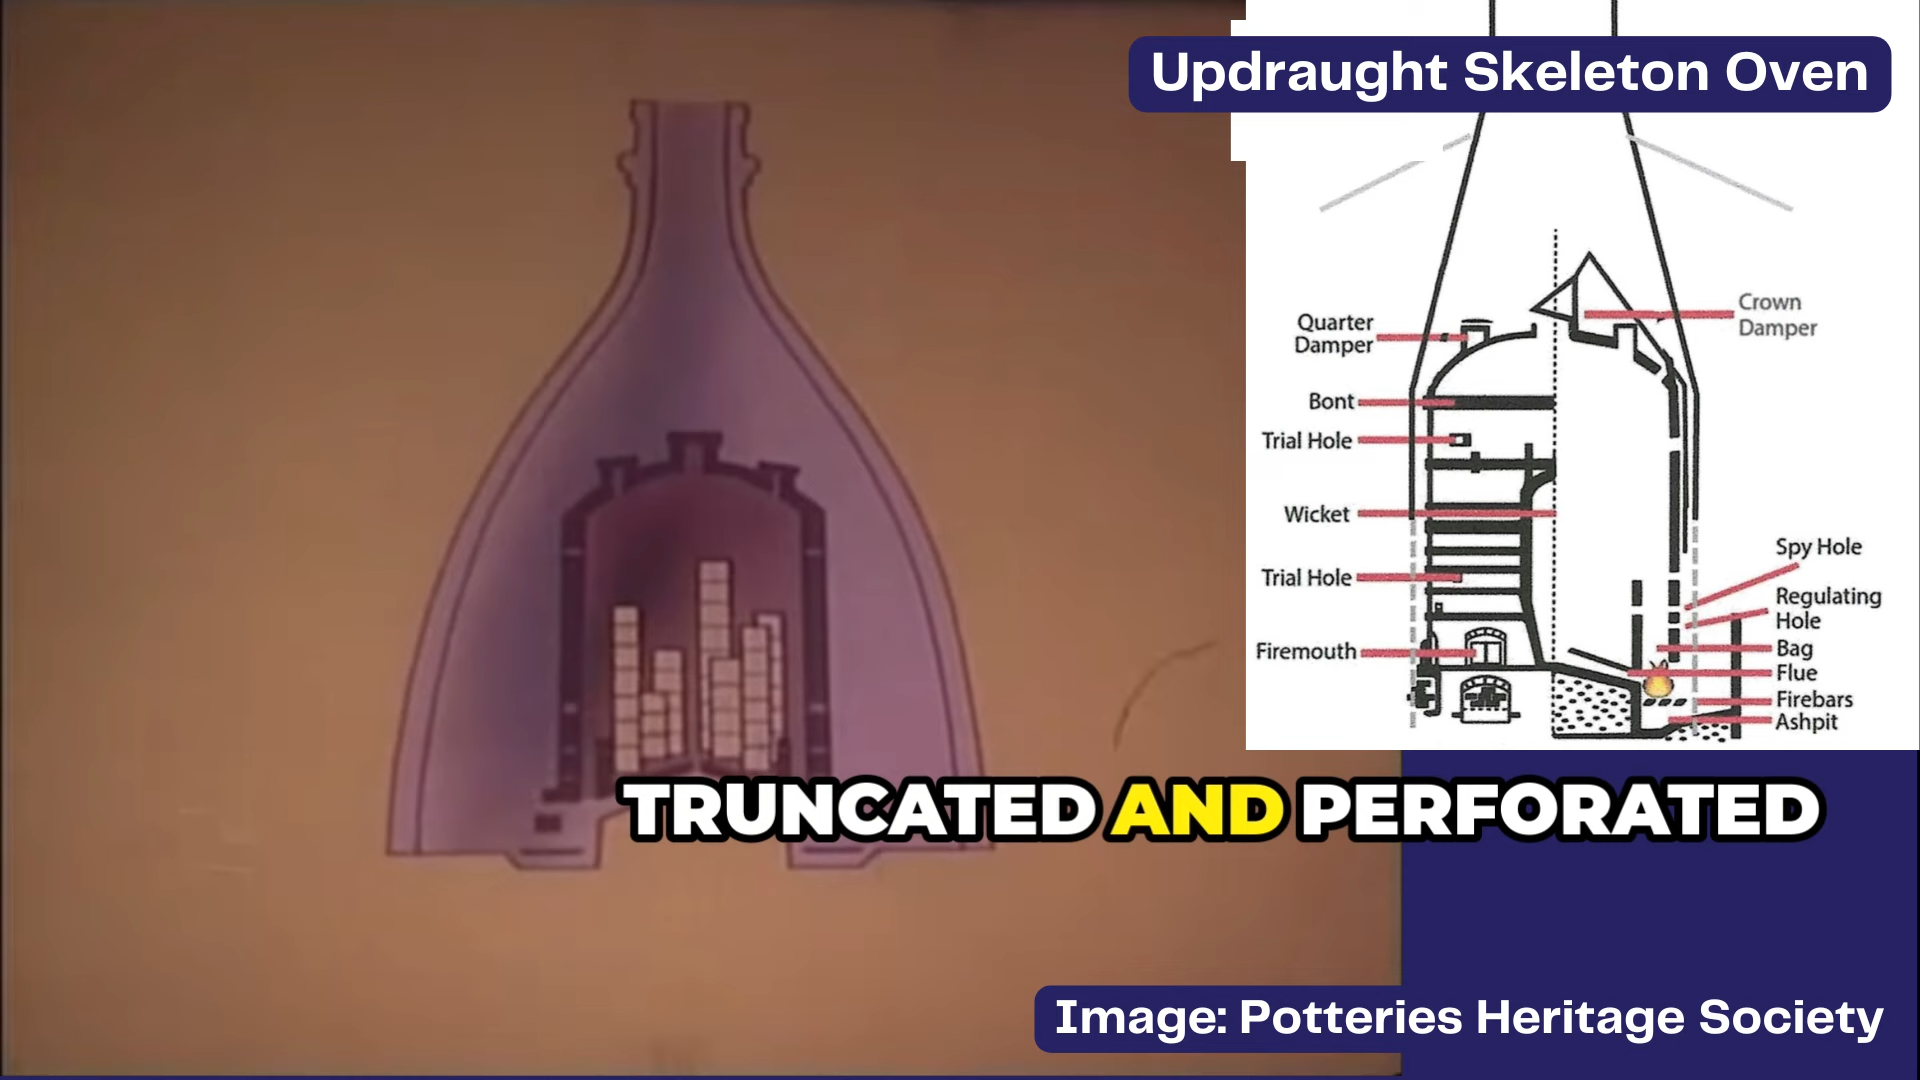 Updraught Skeleton Oven
Quarter
Damper
Crown
Damper
Bont
Trial Hole
Wicket
Trial Hole
Spy Hole
Regulating
Hole
Firemouth
Bag
Flue
Firebars
Ashpit
TRUNCATED AND PERFORATED
Image: Potteries Heritage Society